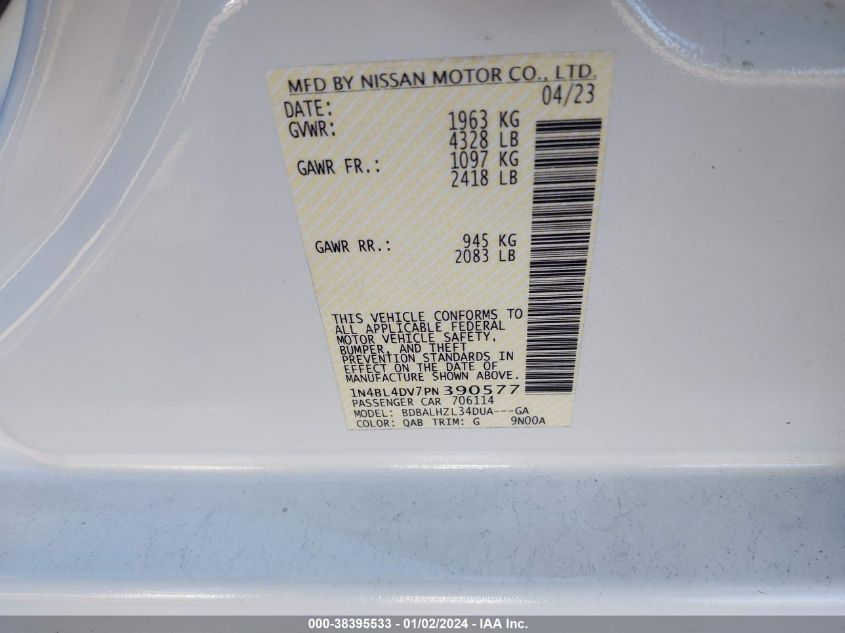 MFD BY NISSAN MOTOR CO., LTD.
DATE: 04/23
GVWR: 1963 KG
4328 LB
GAWR FR.: 1097 KG
2418 LB
GAWR RR.: 945 KG
2083 LB
THIS VEHICLE CONFORMS TO
ALL APPLICABLE FEDERAL
MOTOR VEHICLE SAFETY,
BUMPER, AND THEFT
PREVENTION STANDARDS IN
EFFECT ON THE DATE OF
MANUFACTURE SHOWN ABOVE.
1N4BL4DV7PN390577
PASSENGER CAR 706114
MODEL: BDBALHZL34DUA---GA
COLOR: QAB TRIM: G 9N00A
000-38395533 - 01/02/2024 - IAA Inc.